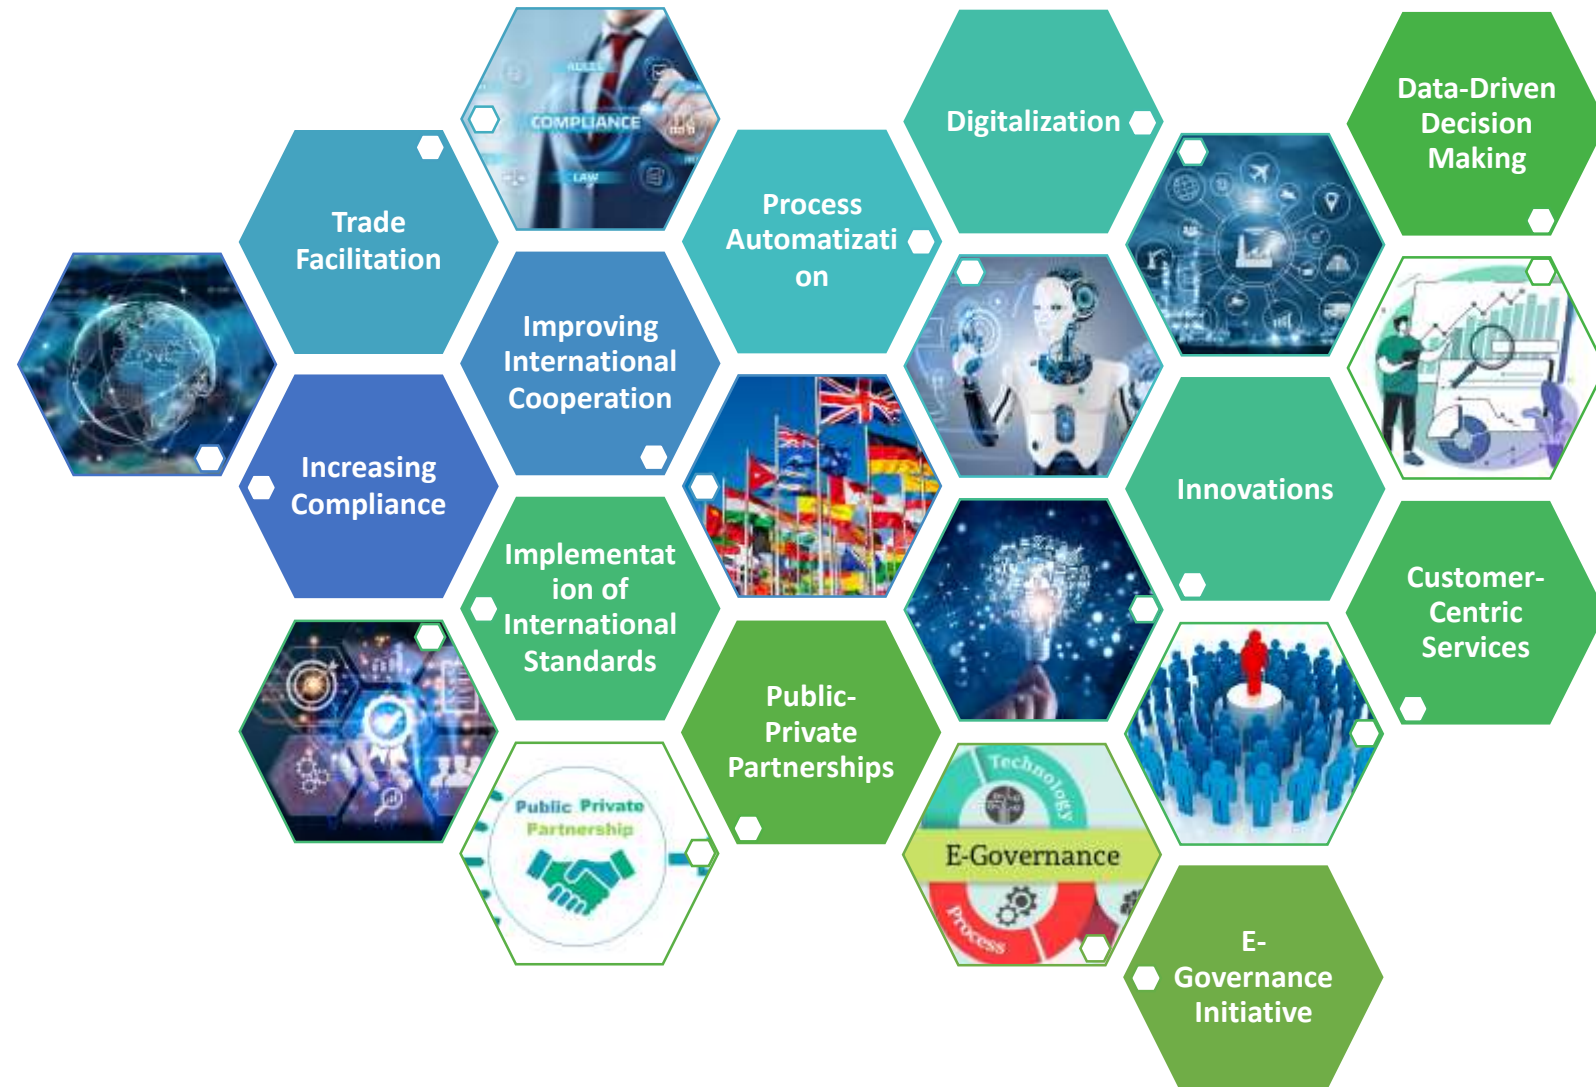 RULES
COMPLIANCE
LAW
Digitalization
Data-Driven
Decision
Making
Trade
Facilitation
Process
Automatizati
on
Improving
International
Cooperation
Increasing
Compliance
Innovations
Implementat
ion of
International
Standards
Customer-
Centric
Services
Public-
Private
Partnerships
Public Private
Partnership
Technology
E-Governance
Process
E-
Governance
Initiative